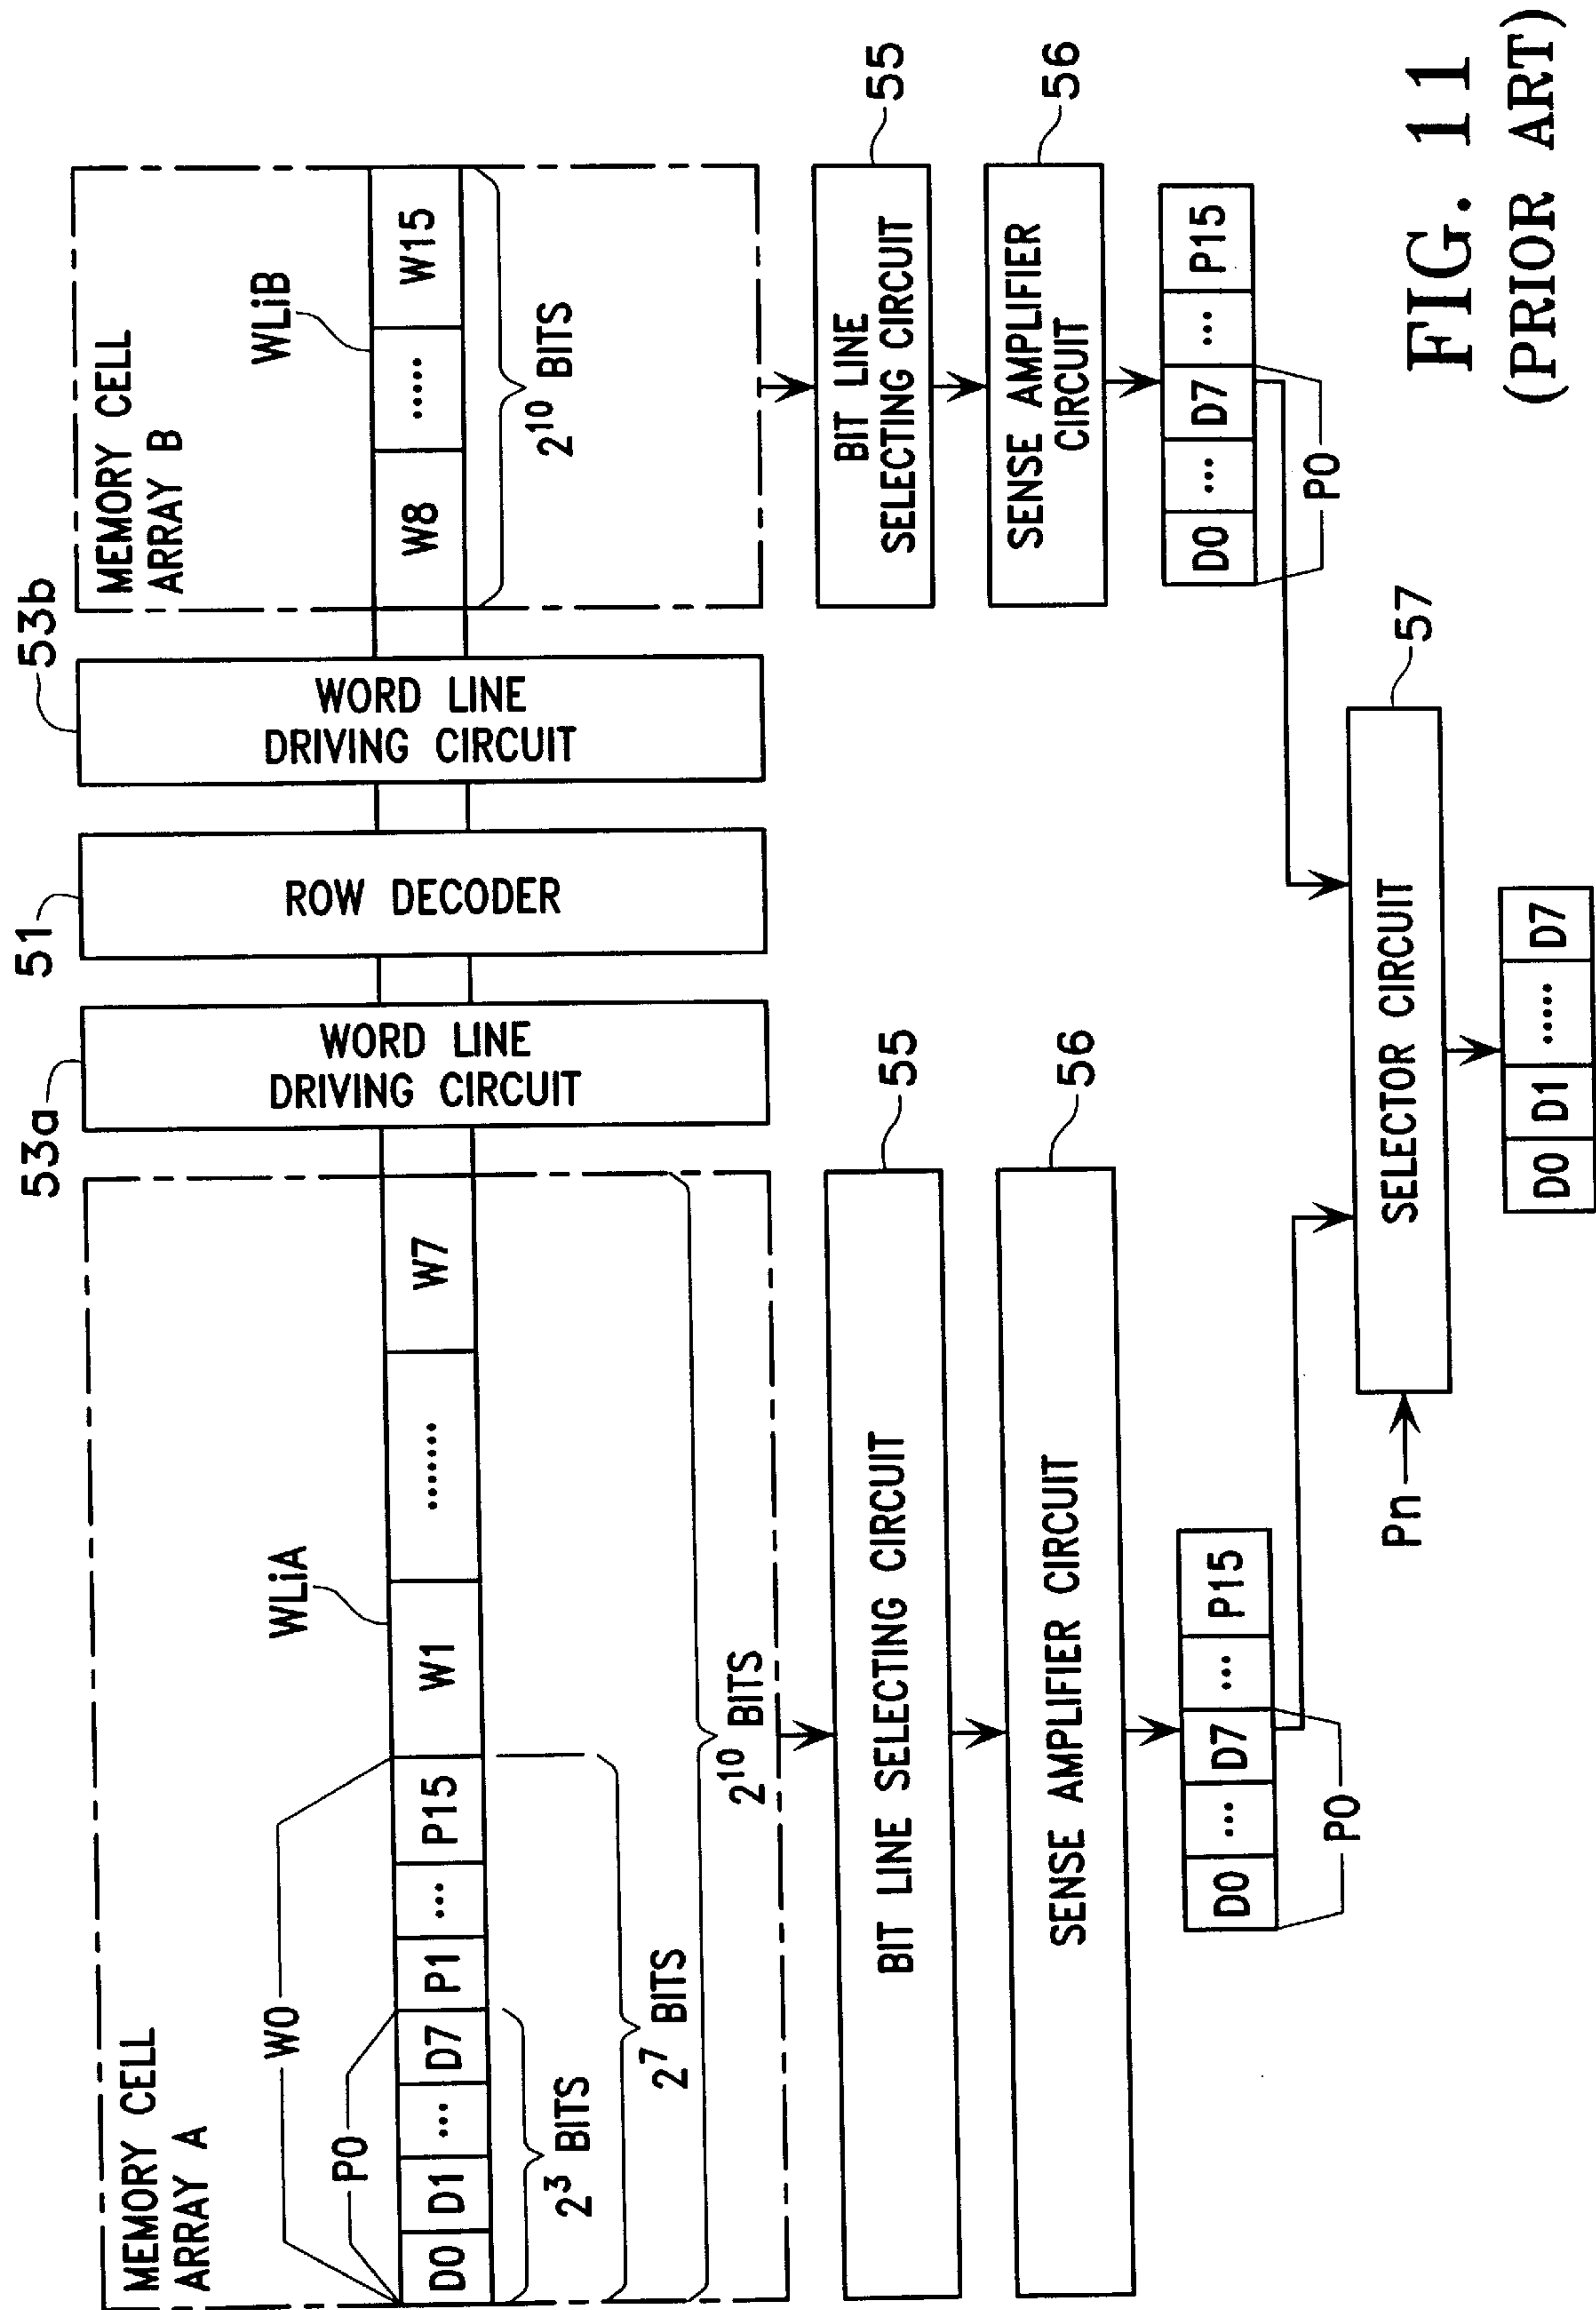 MEMORY CELL
ARRAY A
W0
P0
WLiA
D0 D1 ... D7 P1 ... P15 W1 ....... W7
2^3 BITS
2^7 BITS
2^10 BITS
53a
WORD LINE
DRIVING CIRCUIT
51
ROW DECODER
53b
WORD LINE
DRIVING CIRCUIT
MEMORY CELL
ARRAY B
WLiB
W8 ..... W15
2^10 BITS
BIT LINE SELECTING CIRCUIT
55
SENSE AMPLIFIER CIRCUIT
56
D0 ... D7 ... P15
P0
BIT LINE
SELECTING CIRCUIT
55
SENSE AMPLIFIER
CIRCUIT
56
D0 ... D7 ... P15
P0
Pn
SELECTOR CIRCUIT
57
D0 D1 ..... D7
FIG. 11
(PRIOR ART)